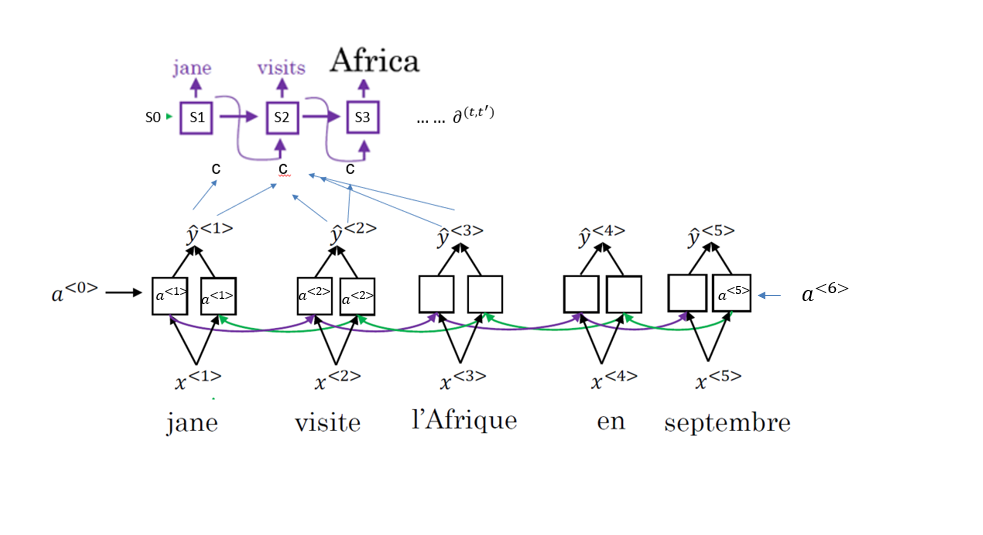 jane visits Africa
S0 S1 S2 S3 ... ... ∂^(t,t′)
c c c
ŷ^<1> ŷ^<2> ŷ^<3> ŷ^<4> ŷ^<5>
a^<0> a^<1> a^<1> a^<2> a^<2> a^<5> a^<6>
x^<1> x^<2> x^<3> x^<4> x^<5>
jane visite l'Afrique en septembre